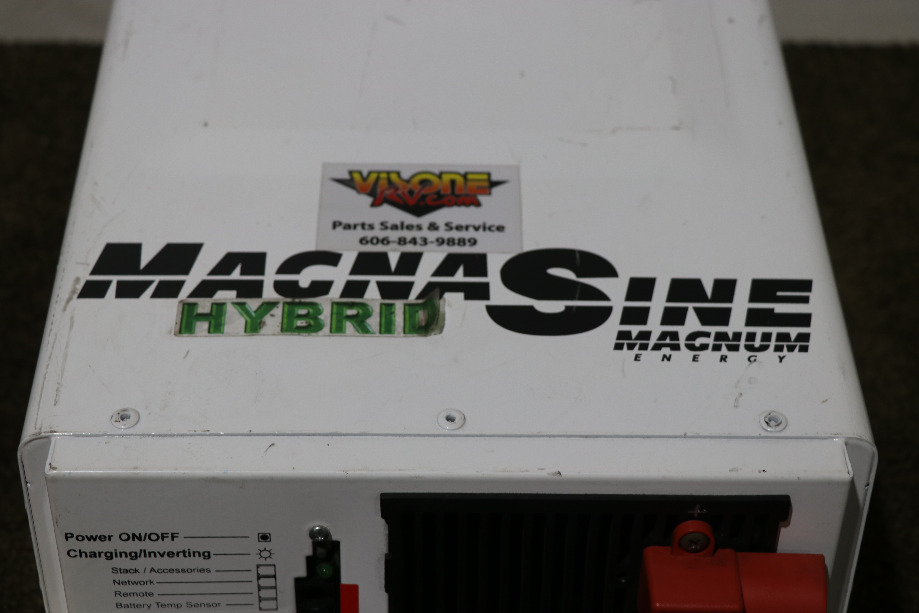 VISONE
RV.com
Parts Sales & Service
606-843-9889
MAGNASINE
HYBRID
MAGNUM
ENERGY
Power ON/OFF
Charging/Inverting
Stack / Accessories
Network
Remote
Battery Temp Sensor
+